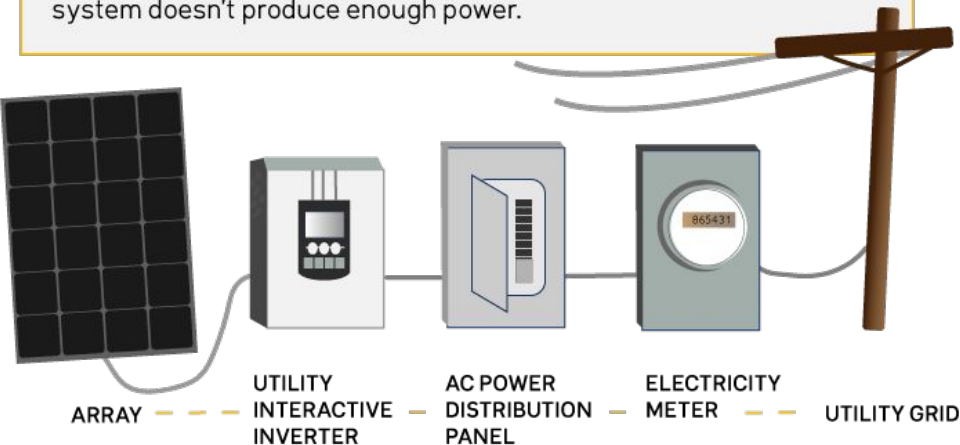 system doesn't produce enough power.
865431
ARRAY
UTILITY
INTERACTIVE
INVERTER
AC POWER
DISTRIBUTION
PANEL
ELECTRICITY
METER
UTILITY GRID